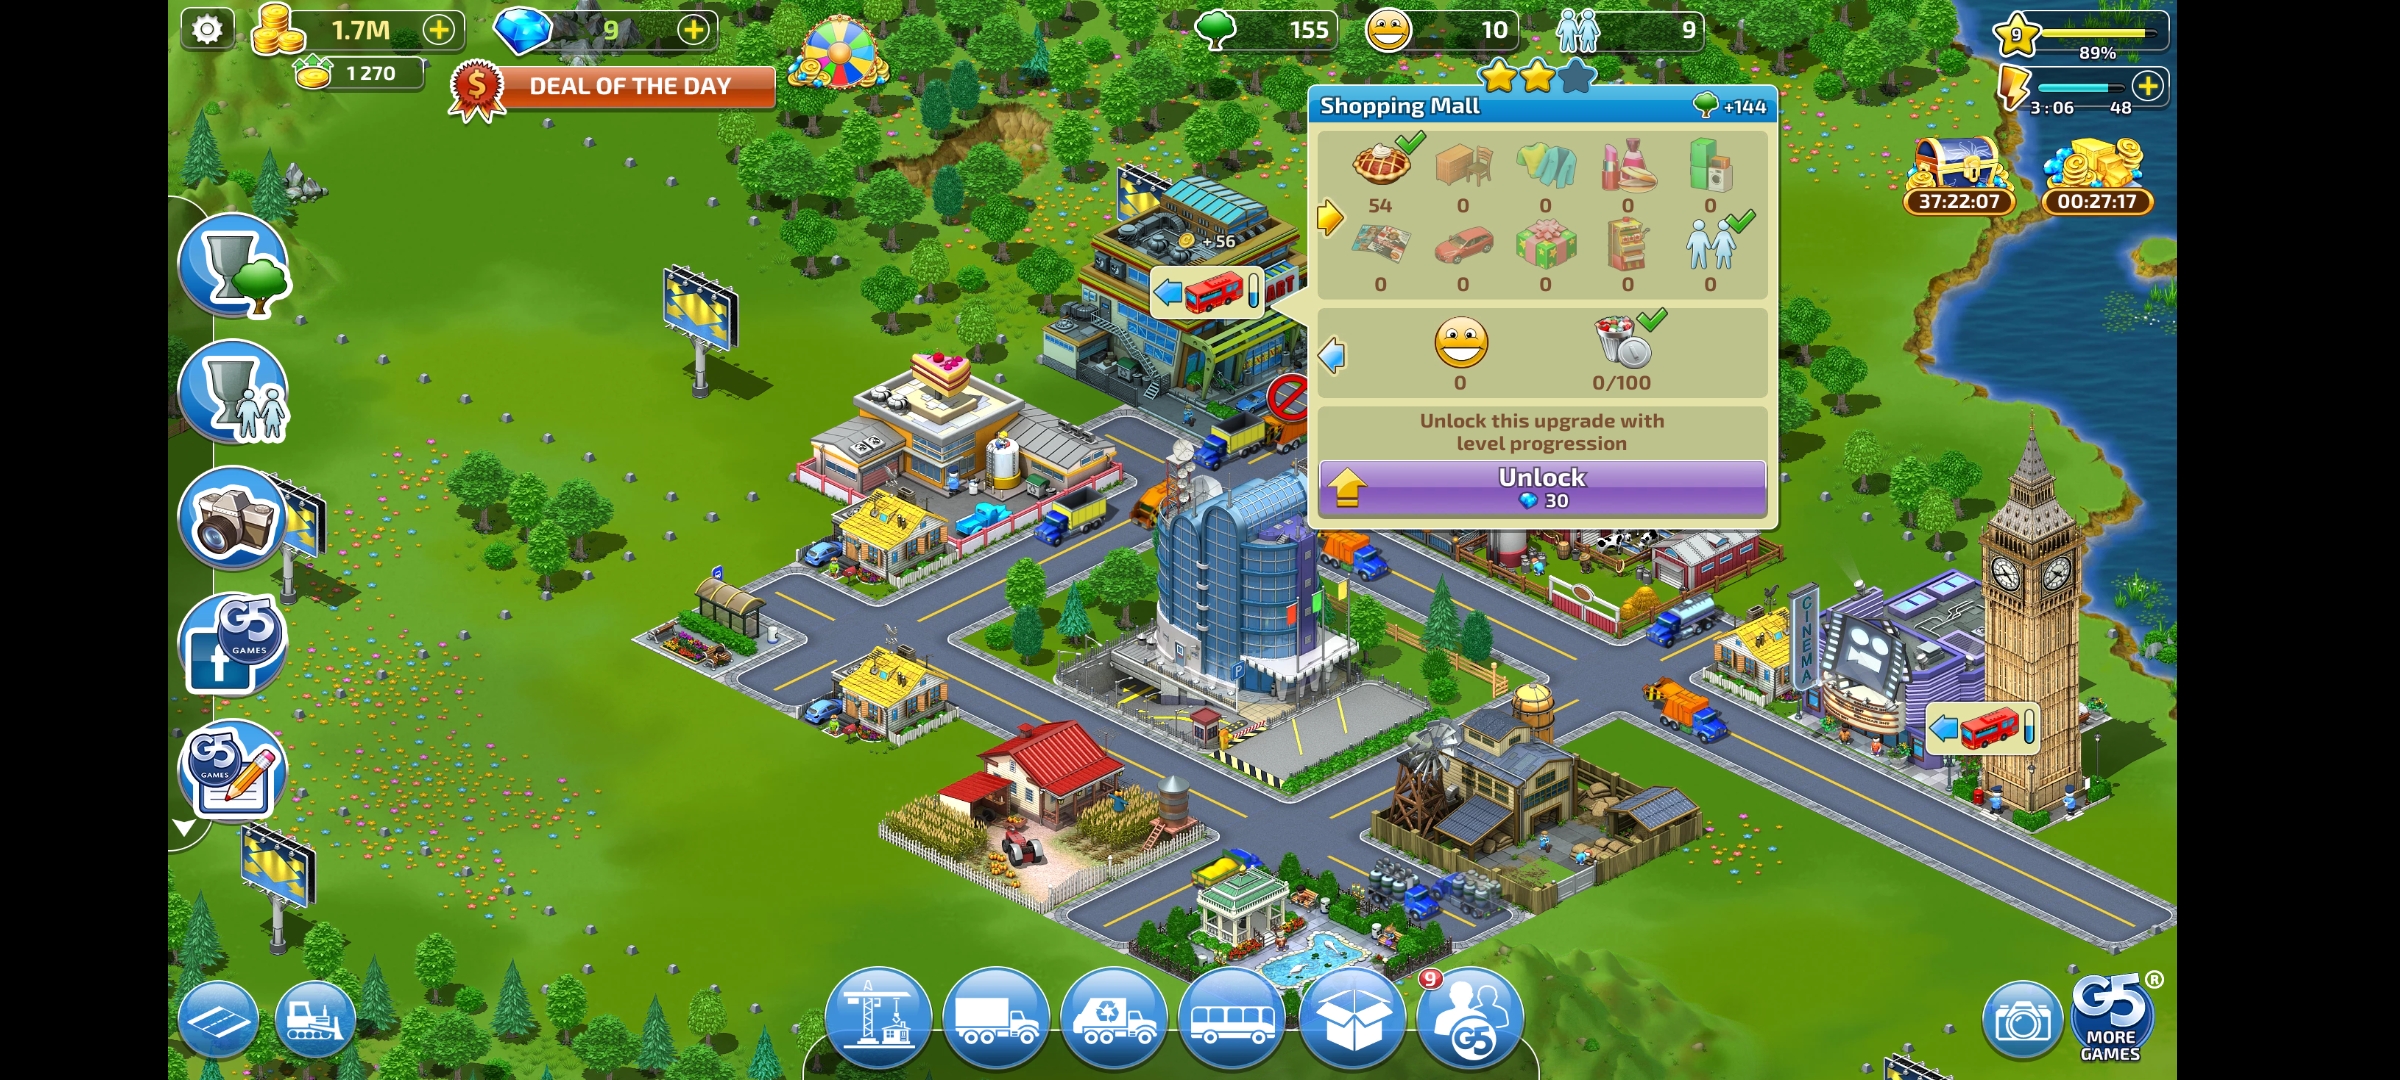 1.7M
9
155
10
9
9
89%
1 270
DEAL OF THE DAY
3:06
48
Shopping Mall
+144
54
0
0
0
0
0
0
0
0
0
0
0/100
Unlock this upgrade with
level progression
Unlock
30
+56
37:22:07
00:27:17
G5
GAMES
f
G5
GAMES
CINEMA
P
A
9
G5
G5
®
MORE
GAMES